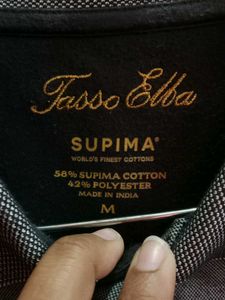 Tasso Elba
SUPIMA®
WORLD'S FINEST COTTONS
58% SUPIMA COTTON
42% POLYESTER
MADE IN INDIA
M